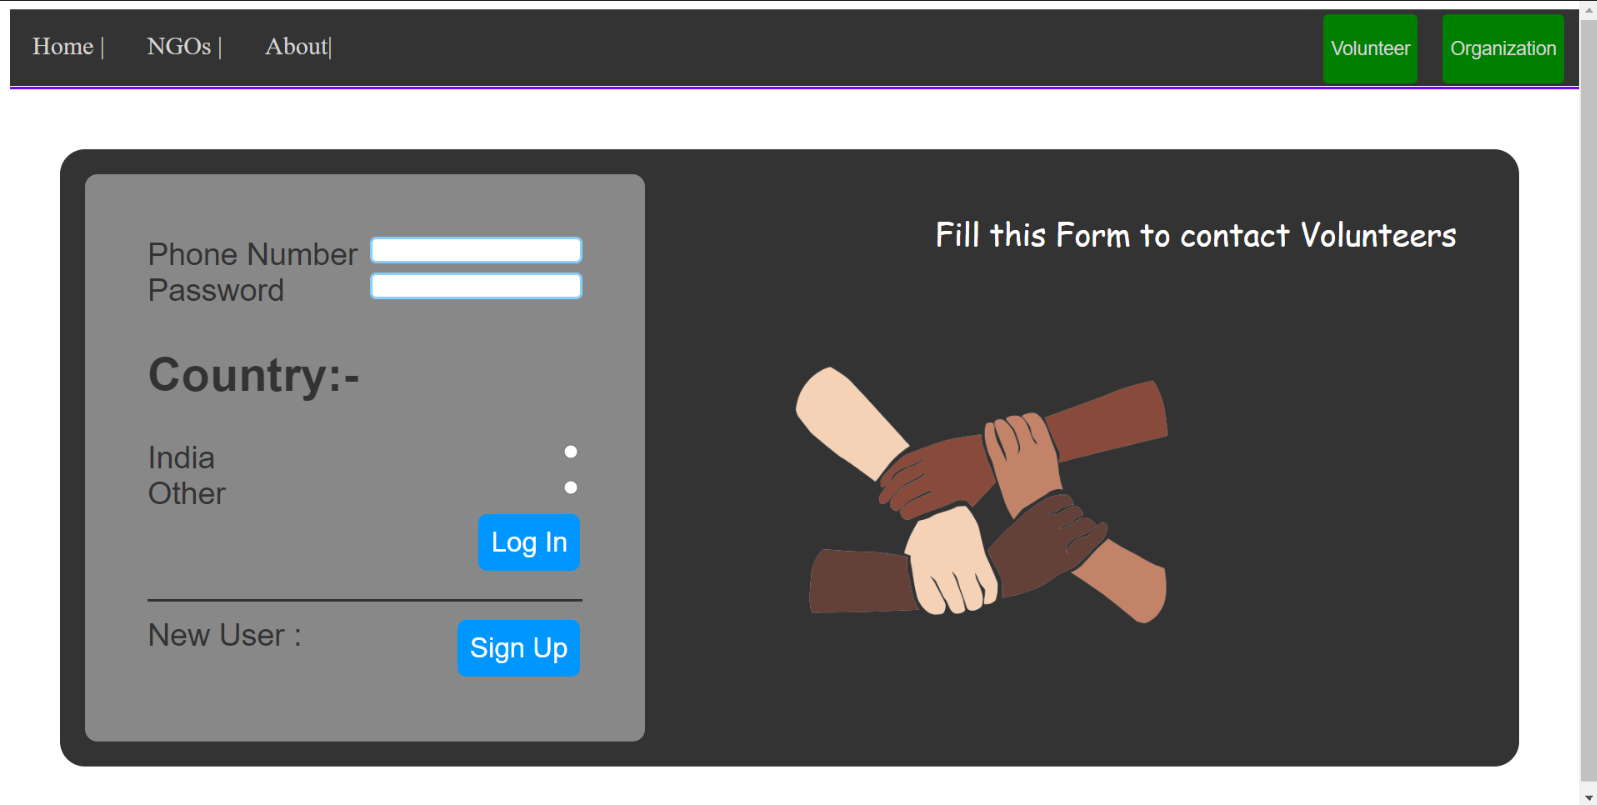 Home | NGOs | About| Volunteer Organization
Fill this Form to contact Volunteers
Phone Number
Password
Country:-
India
Other
Log In
New User : Sign Up